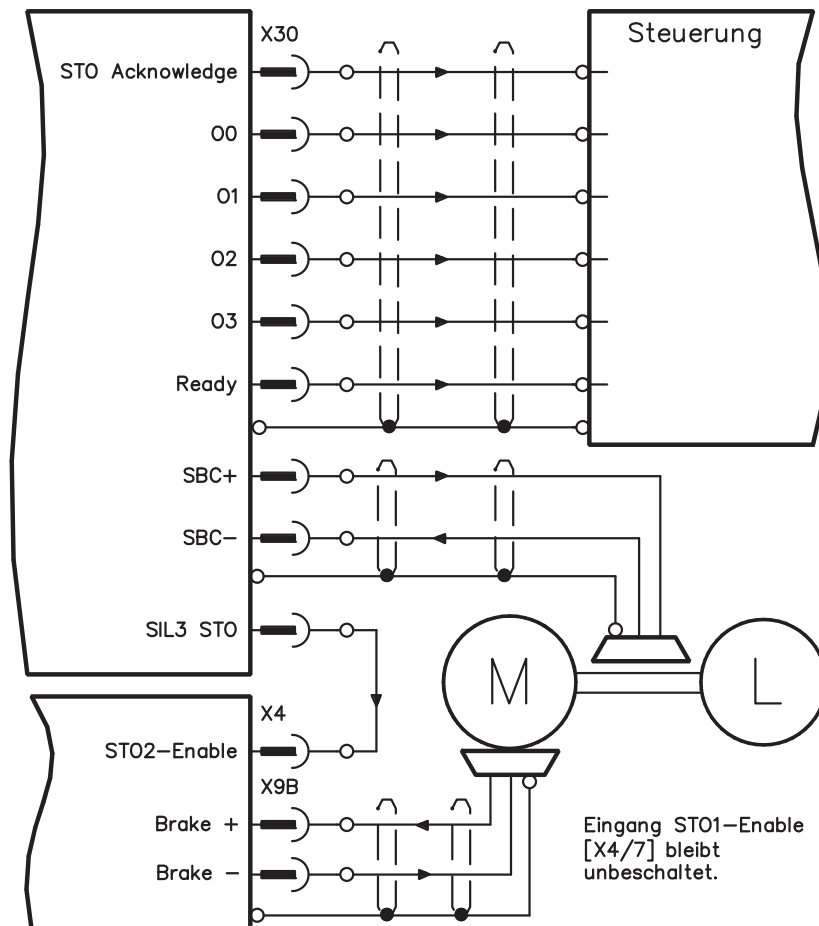 X30
Steuerung
STO Acknowledge
O0
O1
O2
O3
Ready
SBC+
SBC-
SIL3 STO
M
L
X4
STO2-Enable
X9B
Brake +
Brake -
Eingang STO1-Enable
[X4/7] bleibt
unbeschaltet.